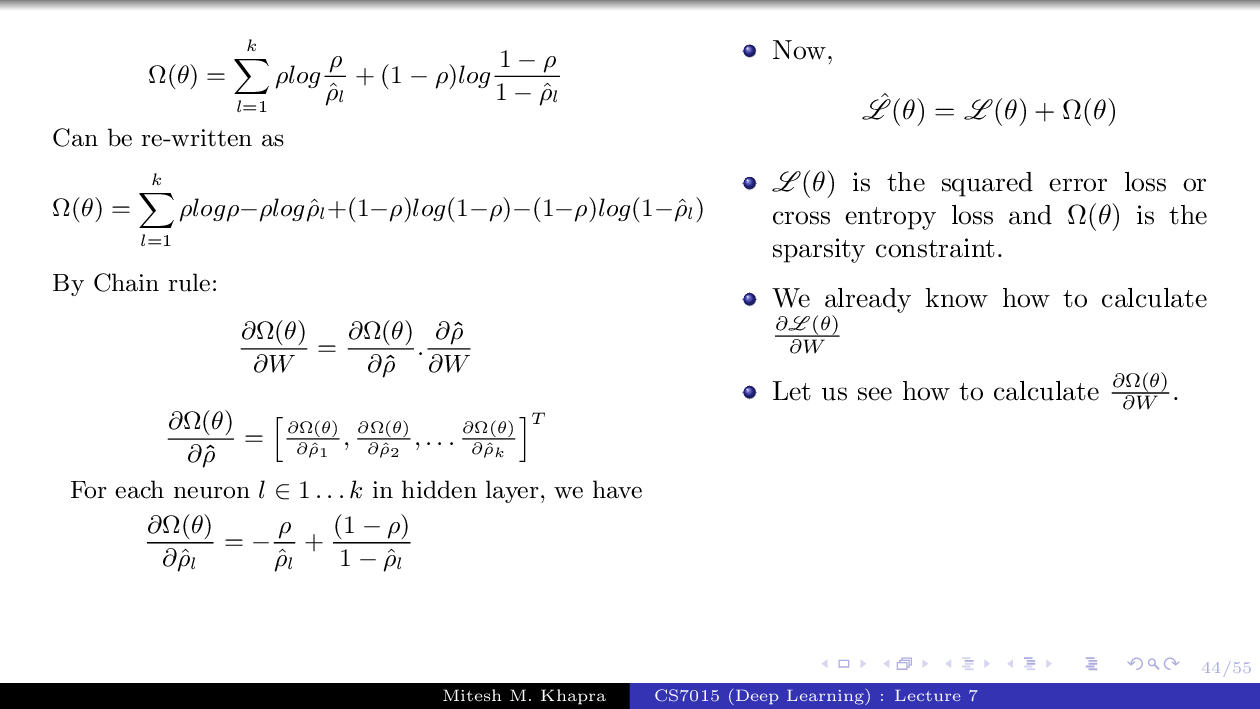 Ω(θ) = ∑_{l=1}^{k} ρlog ρ/ρ̂_l + (1 − ρ)log (1 − ρ)/(1 − ρ̂_l)
Can be re-written as
Ω(θ) = ∑_{l=1}^{k} ρlogρ−ρlogρ̂_l+(1−ρ)log(1−ρ)−(1−ρ)log(1−ρ̂_l)
By Chain rule:
∂Ω(θ)/∂W = ∂Ω(θ)/∂ρ̂ . ∂ρ̂/∂W
∂Ω(θ)/∂ρ̂ = [∂Ω(θ)/∂ρ̂_1, ∂Ω(θ)/∂ρ̂_2, . . . ∂Ω(θ)/∂ρ̂_k]^T
For each neuron l ∈ 1 . . . k in hidden layer, we have
∂Ω(θ)/∂ρ̂_l = − ρ/ρ̂_l + (1 − ρ)/(1 − ρ̂_l)
Now,
ℒ̂(θ) = ℒ(θ) + Ω(θ)
ℒ(θ) is the squared error loss or
cross entropy loss and Ω(θ) is the
sparsity constraint.
We already know how to calculate
∂ℒ(θ)/∂W
Let us see how to calculate ∂Ω(θ)/∂W.
44/55
Mitesh M. Khapra
CS7015 (Deep Learning) : Lecture 7